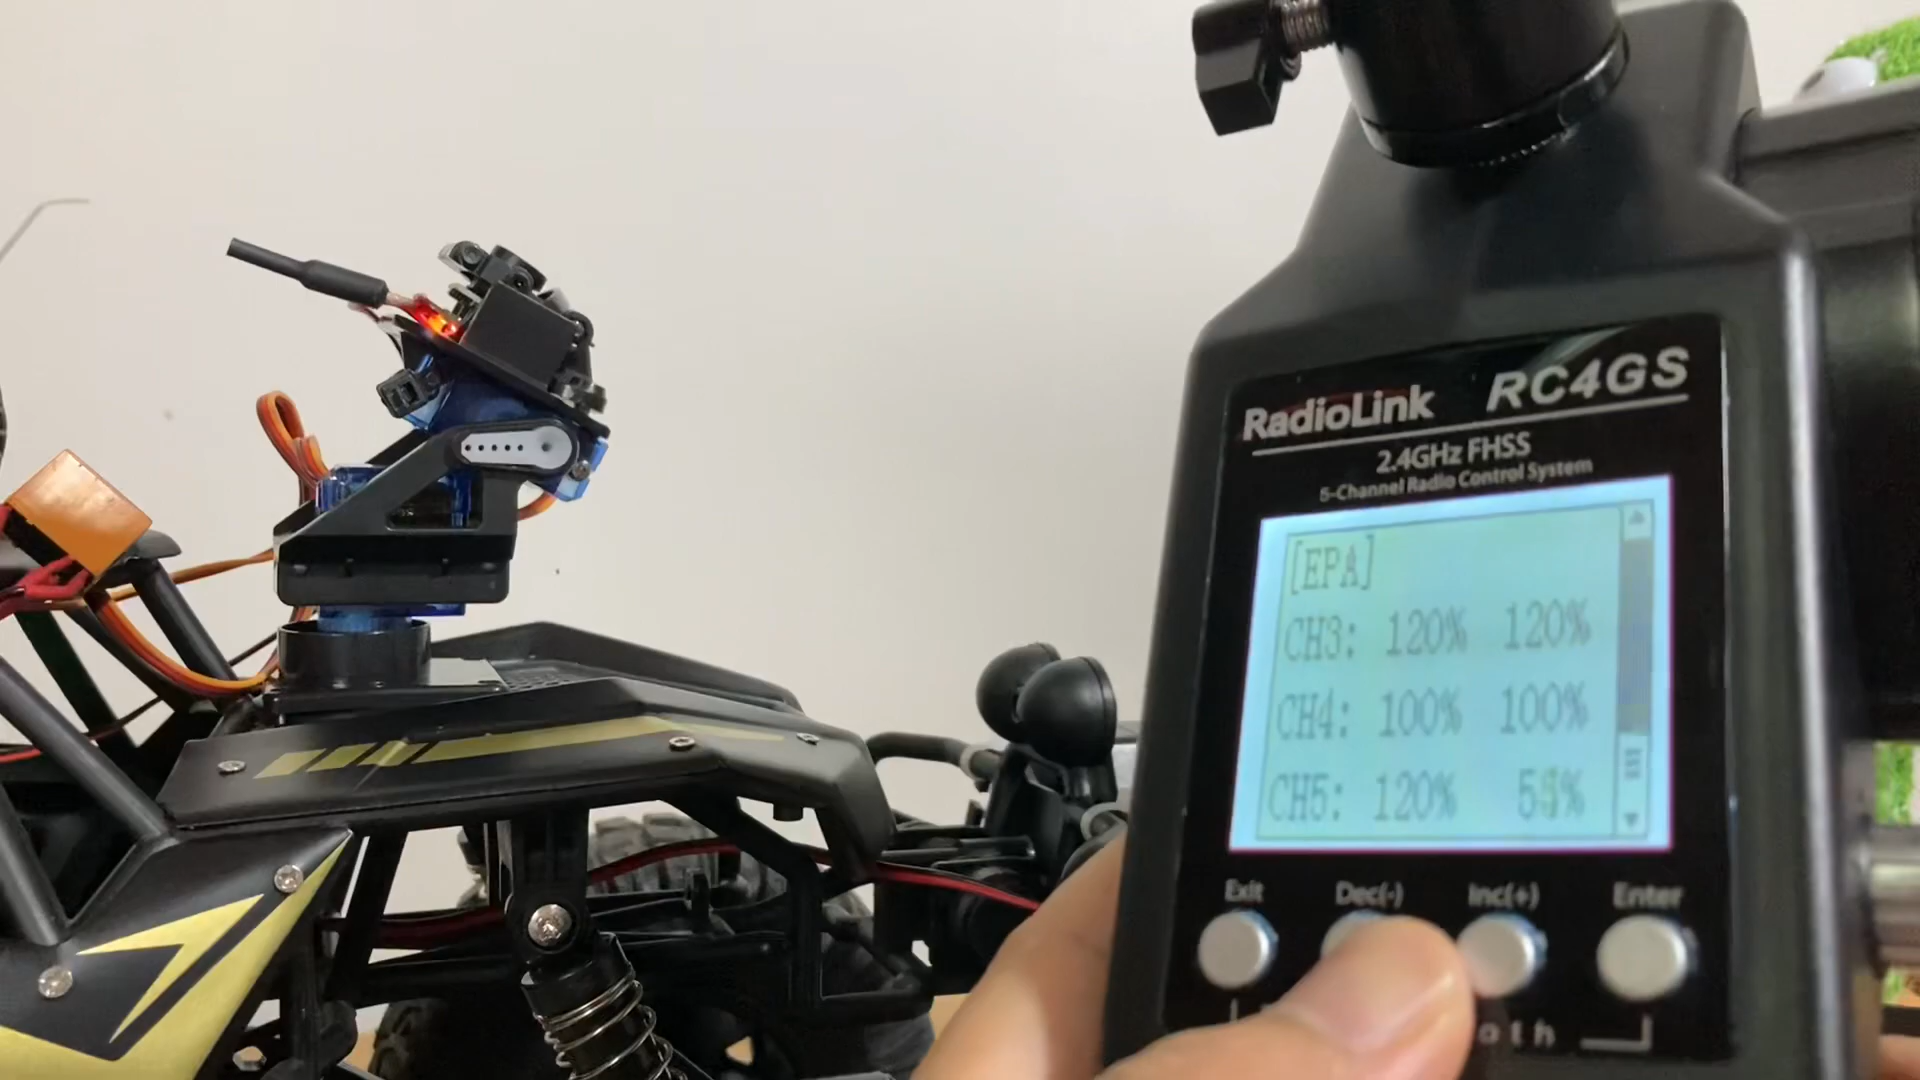 RadioLink RC4GS
2.4GHz FHSS
5-Channel Radio Control System
[EPA]
CH3: 120% 120%
CH4: 100% 100%
CH5: 120%
Exit Dec(-) Inc(+) Enter